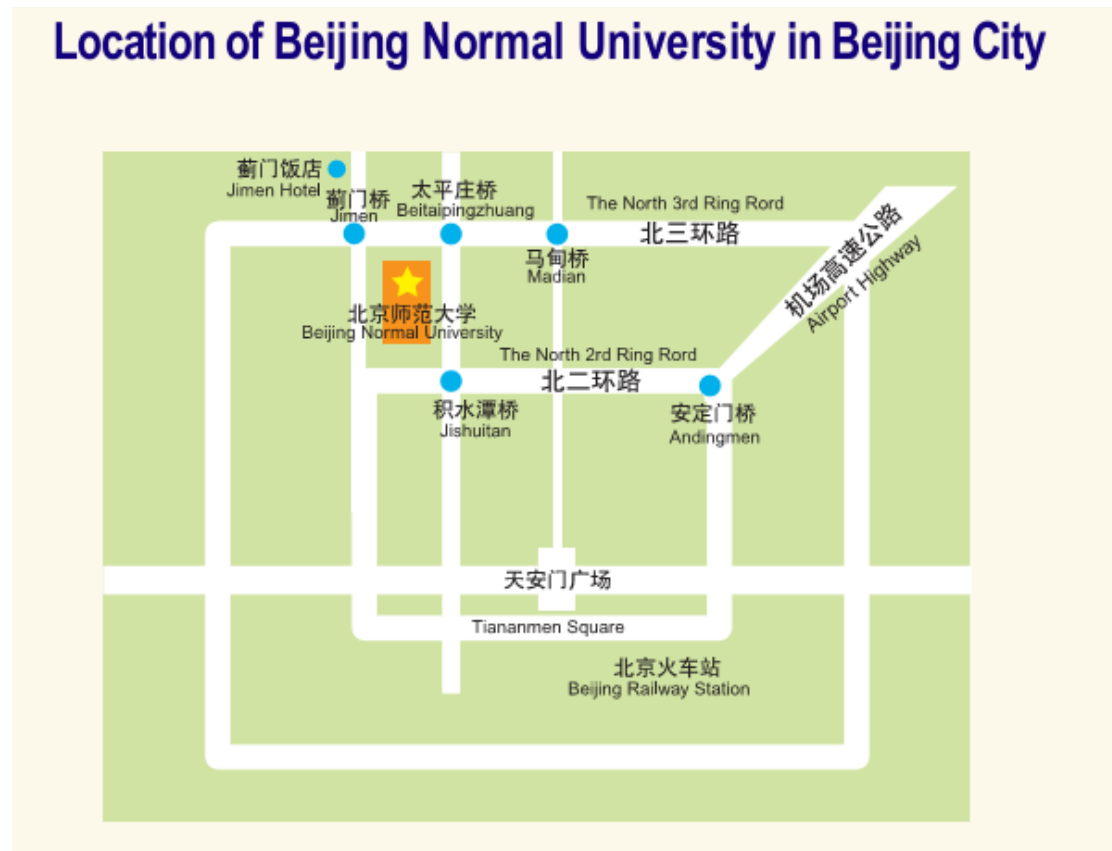 Location of Beijing Normal University in Beijing City
蓟门饭店
Jimen Hotel
蓟门桥
Jimen
太平庄桥
Beitaipingzhuang
The North 3rd Ring Rord
北三环路
马甸桥
Madian
机场高速公路
Airport Highway
北京师范大学
Beijing Normal University
The North 2rd Ring Rord
北二环路
积水潭桥
Jishuitan
安定门桥
Andingmen
天安门广场
Tiananmen Square
北京火车站
Beijing Railway Station